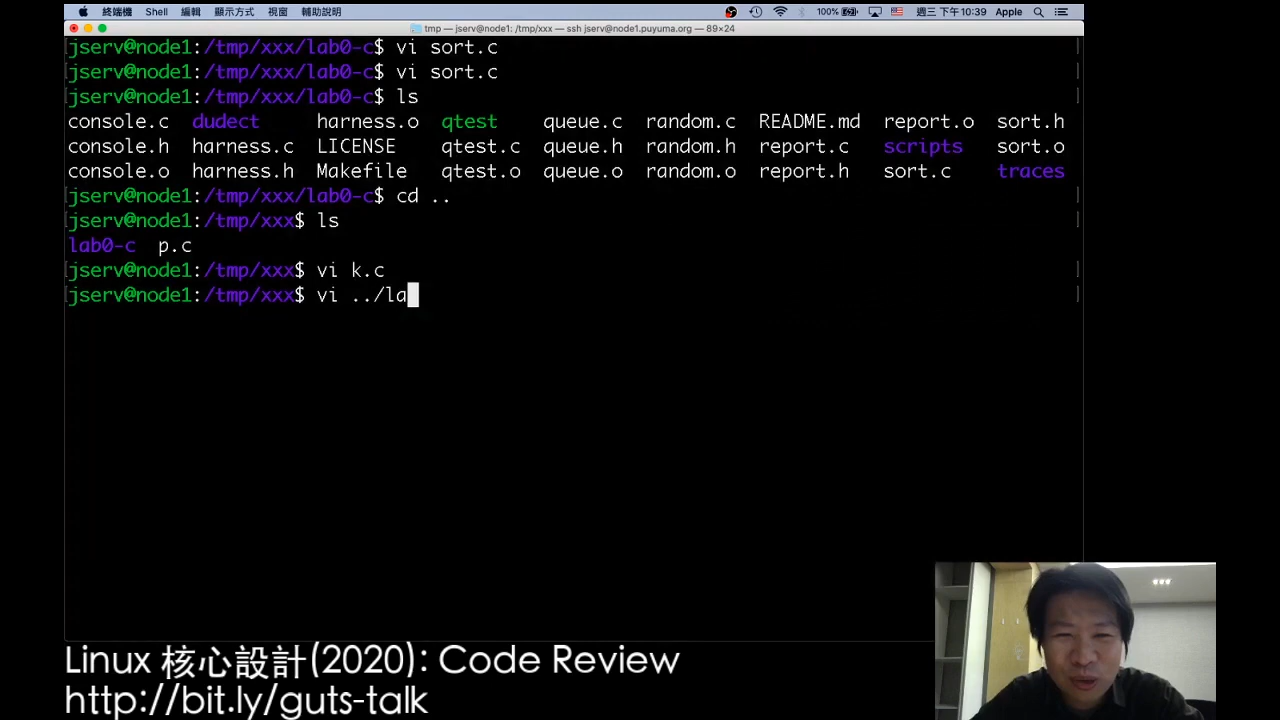 終端機 Shell 編輯 顯示方式 視窗 輔助說明 100% 週三 下午10:39 Apple
tmp — jserv@node1: /tmp/xxx — ssh jserv@node1.puyuma.org — 89×24
jserv@node1:/tmp/xxx/lab0-c$ vi sort.c
jserv@node1:/tmp/xxx/lab0-c$ vi sort.c
jserv@node1:/tmp/xxx/lab0-c$ ls
console.c dudect harness.o qtest queue.c random.c README.md report.o sort.h
console.h harness.c LICENSE qtest.c queue.h random.h report.c scripts sort.o
console.o harness.h Makefile qtest.o queue.o random.o report.h sort.c traces
jserv@node1:/tmp/xxx/lab0-c$ cd ..
jserv@node1:/tmp/xxx$ ls
lab0-c p.c
jserv@node1:/tmp/xxx$ vi k.c
jserv@node1:/tmp/xxx$ vi ../la
Linux 核心設計(2020): Code Review
http://bit.ly/guts-talk